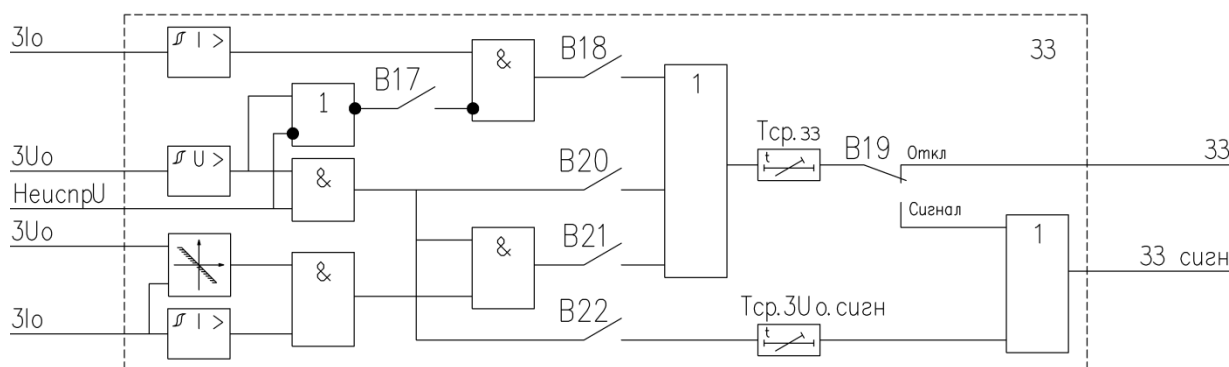 3Io
I >
&
B18
33
B17
1
1
3Uo
U >
&
B20
Tср.зз
t
B19
Откл
33
НеиспрU
Сигнал
3Uo
&
&
B21
1
33 сигн
3Io
I >
B22
Tср.3Uo.сигн
t